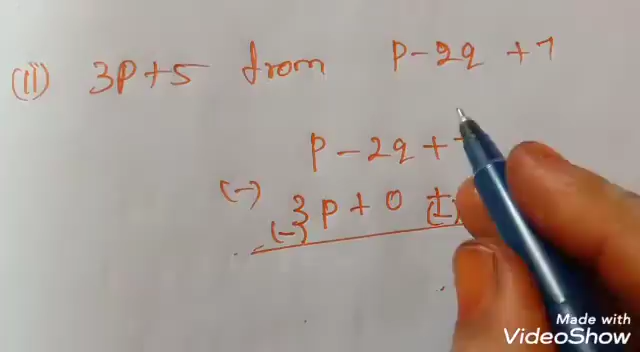 (ii) 3p+5 from p-2q +7
p-2q +
(-) 3p + 0 +
(-) (-)
Made with
VideoShow